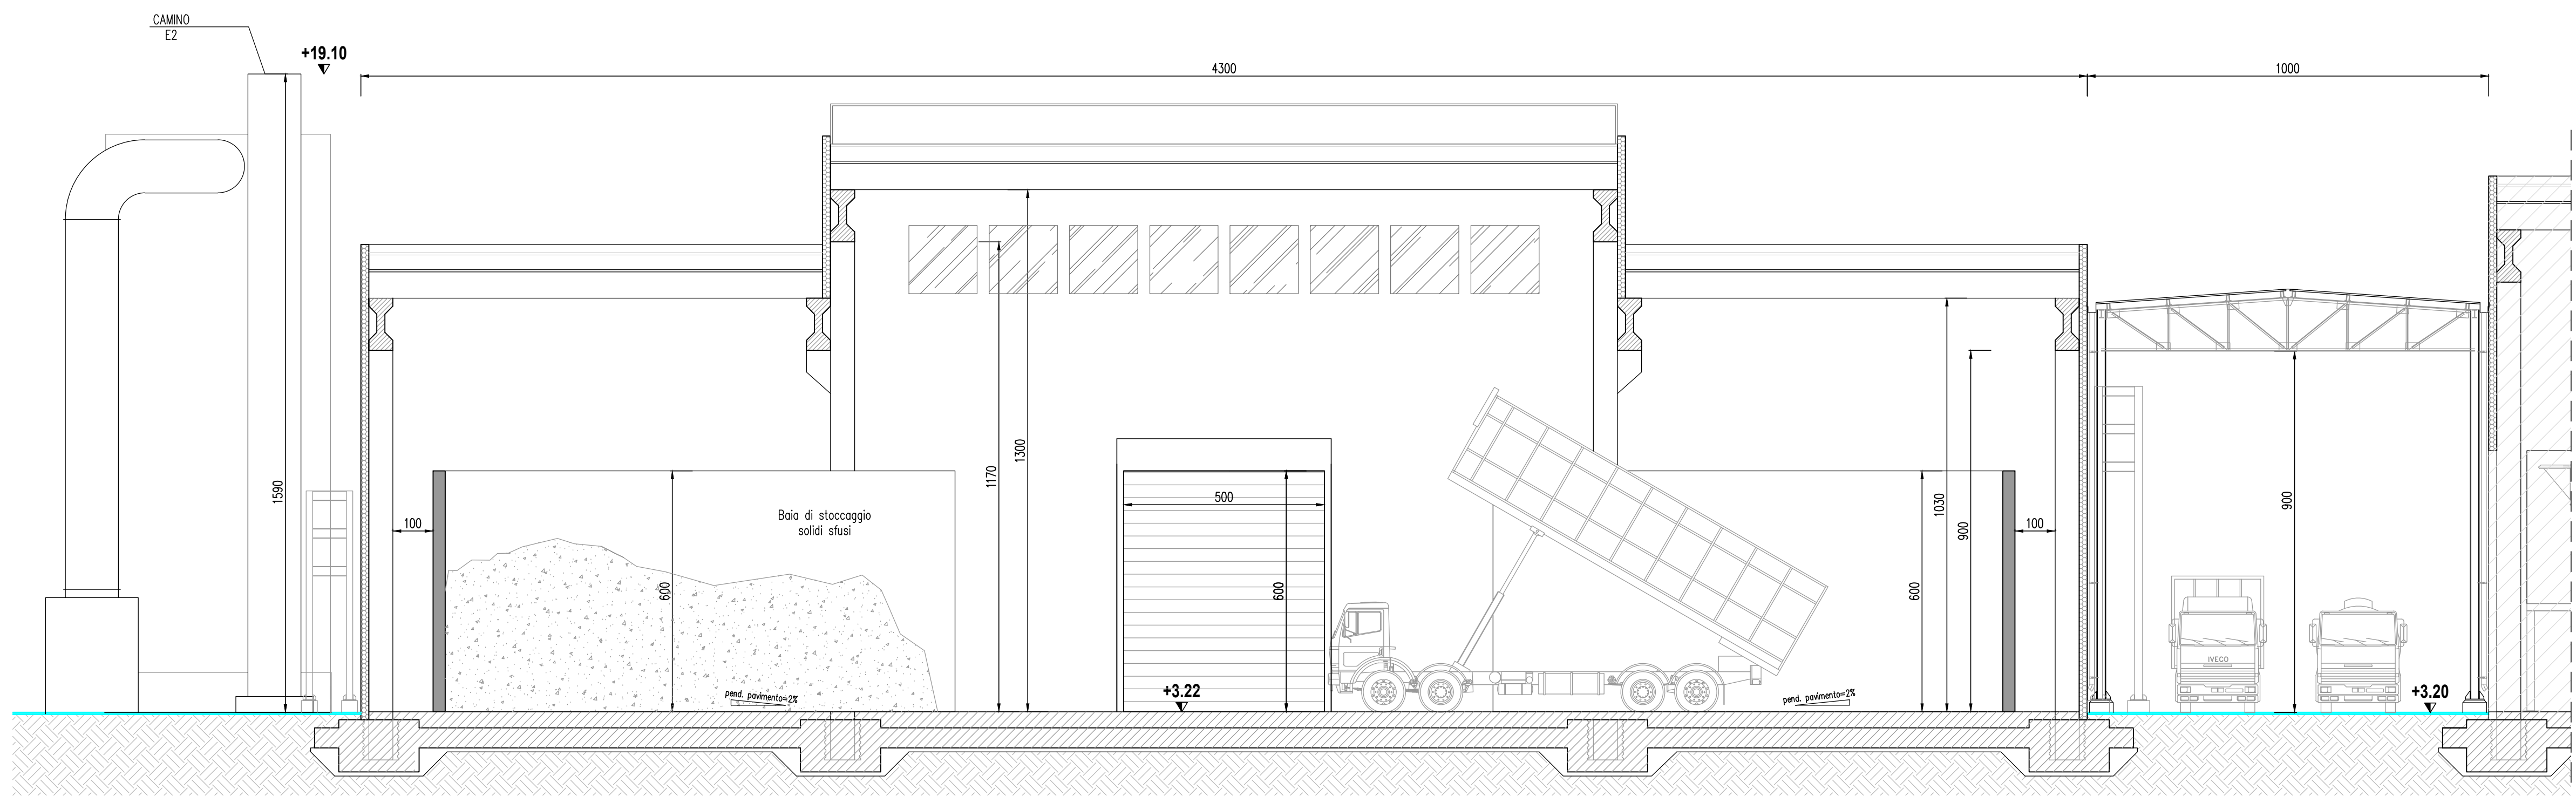 CAMINO
E2
+19.10
4300
1000
1590
100
600
Baia di stoccaggio
solidi sfusi
pend. pavimento=2%
1170
1300
500
600
+3.22
pend. pavimento=2%
600
1030
900
100
900
IVECO
+3.20